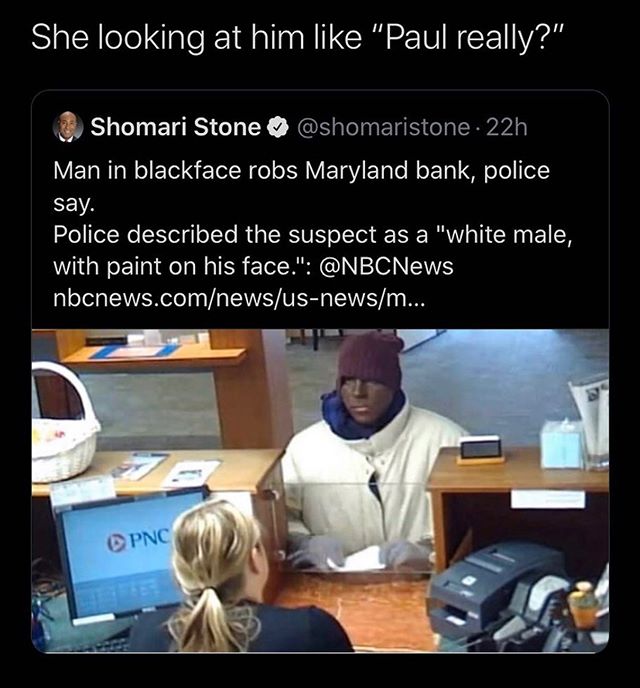 She looking at him like “Paul really?”
Shomari Stone @shomaristone · 22h
Man in blackface robs Maryland bank, police
say.
Police described the suspect as a "white male,
with paint on his face.": @NBCNews
nbcnews.com/news/us-news/m...
PNC